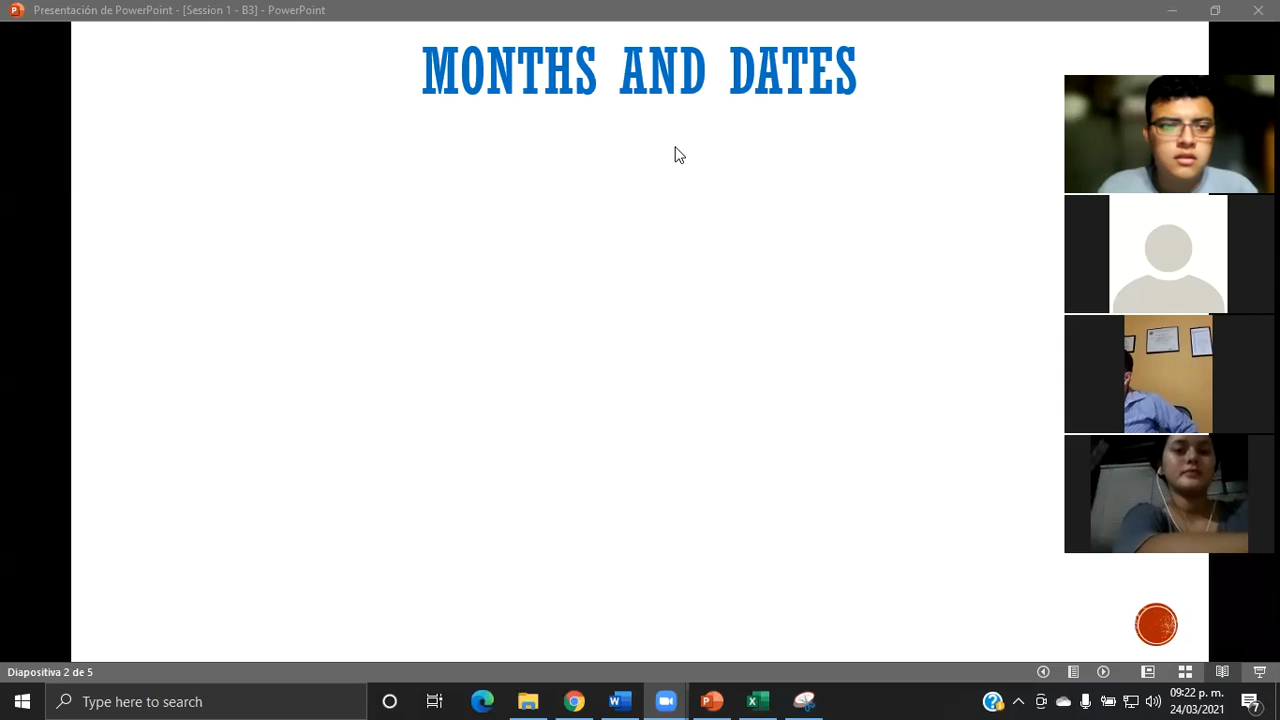 Presentación de PowerPoint - [Session 1 - B3] - PowerPoint
MONTHS AND DATES
Diapositiva 2 de 5
Type here to search
09:22 p. m.
24/03/2021
7